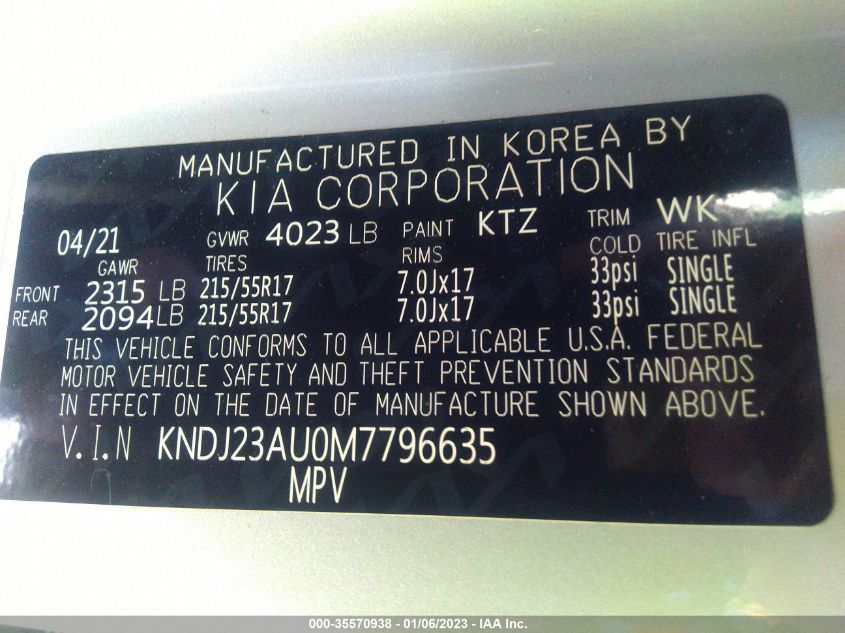 MANUFACTURED IN KOREA BY
KIA CORPORATION
04/21 GVWR 4023 LB PAINT KTZ TRIM WK
GAWR TIRES RIMS COLD TIRE INFL
FRONT 2315 LB 215/55R17 7.0Jx17 33psi SINGLE
REAR 2094 LB 215/55R17 7.0Jx17 33psi SINGLE
THIS VEHICLE CONFORMS TO ALL APPLICABLE U.S.A. FEDERAL
MOTOR VEHICLE SAFETY AND THEFT PREVENTION STANDARDS
IN EFFECT ON THE DATE OF MANUFACTURE SHOWN ABOVE.
V.I.N KNDJ23AU0M7796635
MPV
000-35570938 - 01/06/2023 - IAA Inc.